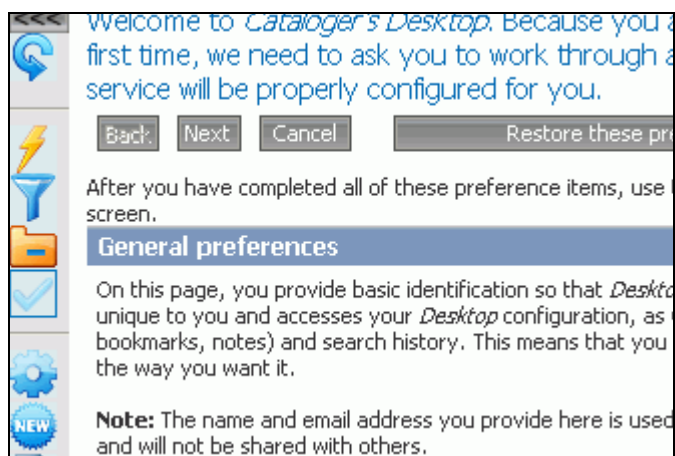 <<<
Welcome to Cataloger's Desktop. Because you
first time, we need to ask you to work through a
service will be properly configured for you.
Back Next Cancel Restore these pre
After you have completed all of these preference items, use
screen.
General preferences
On this page, you provide basic identification so that Deskto
unique to you and accesses your Desktop configuration, as
bookmarks, notes) and search history. This means that you
the way you want it.
NEW
Note: The name and email address you provide here is used
and will not be shared with others.